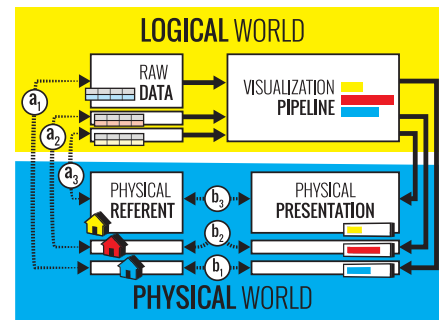 LOGICAL WORLD
RAW
DATA
VISUALIZATION
PIPELINE
a1
a2
a3
PHYSICAL
REFERENT
b3
PHYSICAL
PRESENTATION
b2
b1
PHYSICAL WORLD